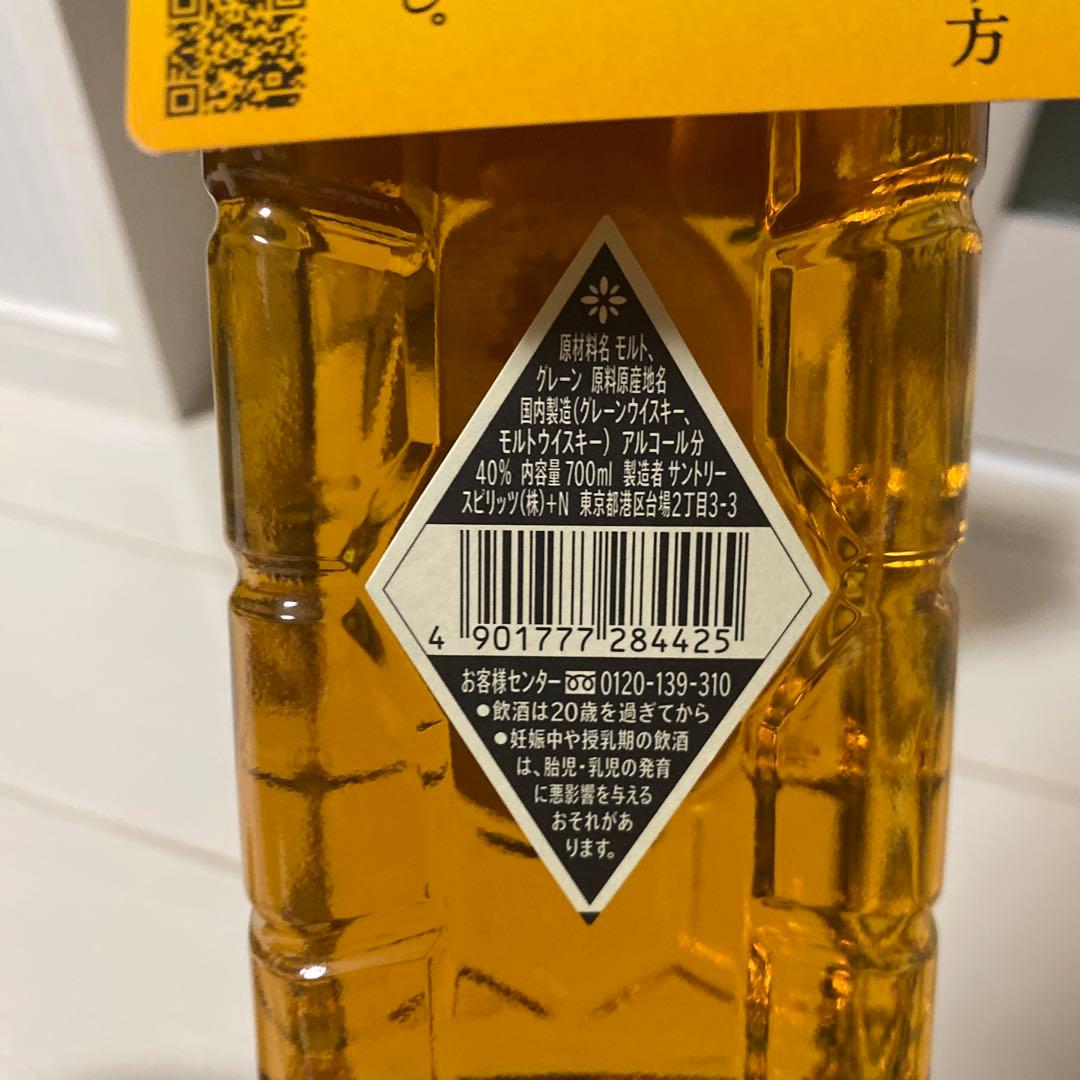 む。
方
原材料名 モルト、
グレーン 原料原産地名
国内製造(グレーンウイスキー、
モルトウイスキー) アルコール分
40% 内容量 700ml 製造者 サントリー
スピリッツ(株)+N 東京都港区台場2丁目3-3
4 901777 284425
お客様センター 0120-139-310
●飲酒は20歳を過ぎてから
●妊娠中や授乳期の飲酒
は、胎児・乳児の発育
に悪影響を与える
おそれがあ
ります。